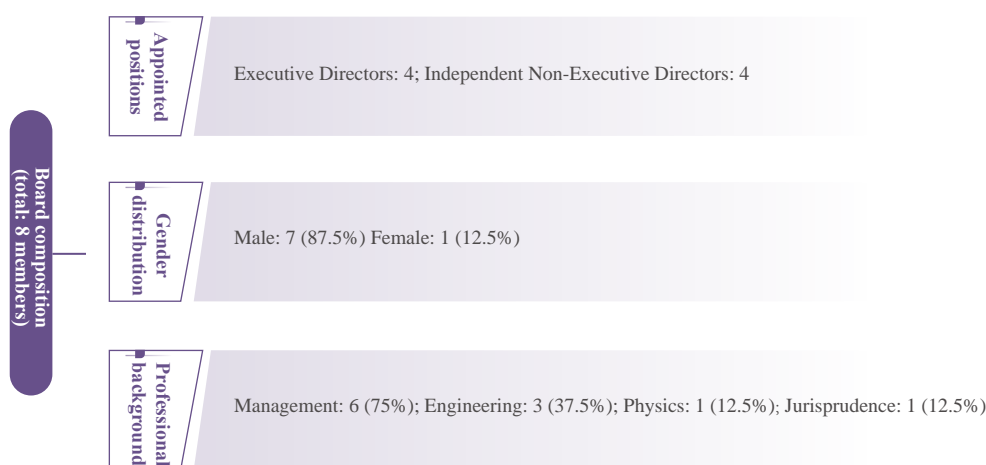 Board composition
(total: 8 members)
Appointed
positions
Executive Directors: 4; Independent Non-Executive Directors: 4
Gender
distribution
Male: 7 (87.5%) Female: 1 (12.5%)
Professional
background
Management: 6 (75%); Engineering: 3 (37.5%); Physics: 1 (12.5%); Jurisprudence: 1 (12.5%)